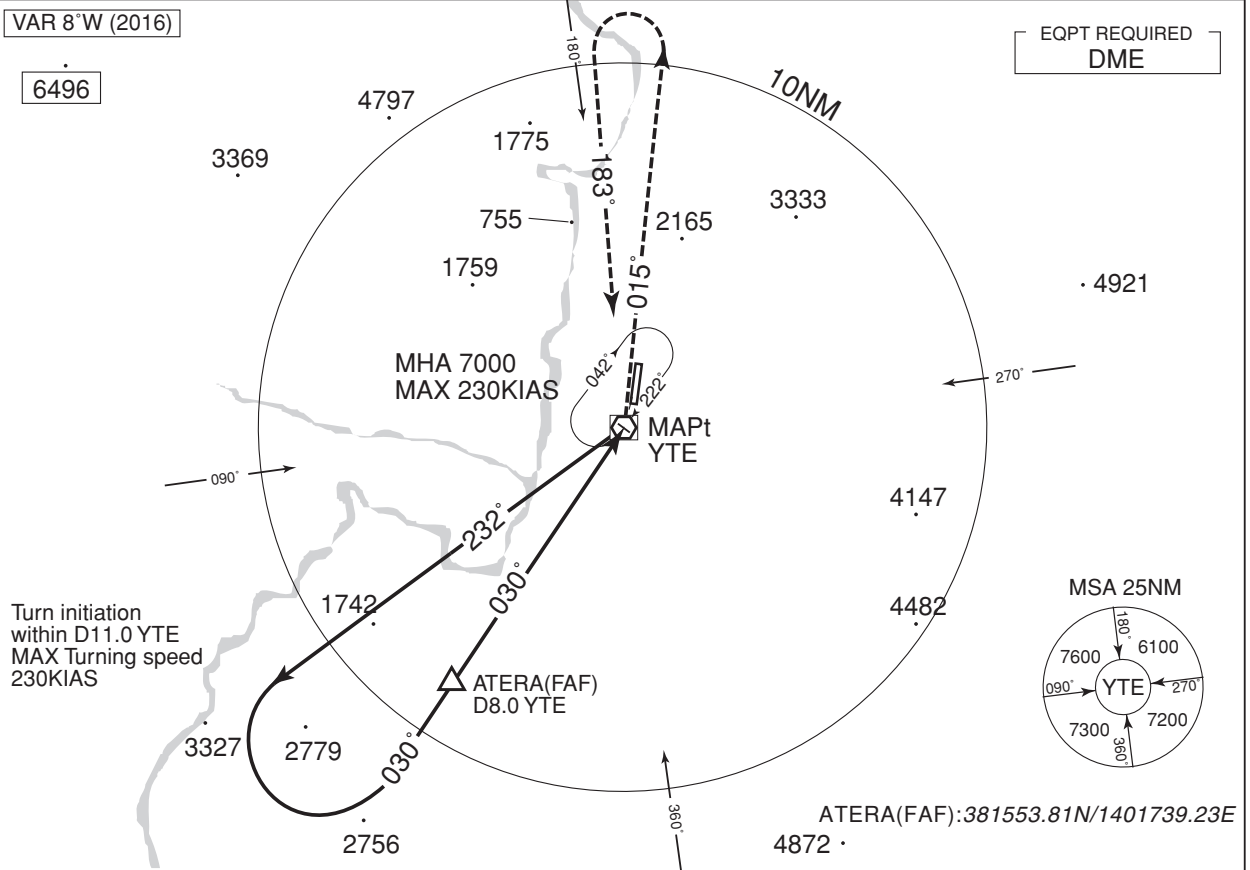 VAR 8°W (2016)
EQPT REQUIRED
DME
6496
180°
10NM
4797
1775
3369
183°
3333
755
2165
1759
015°
4921
MHA 7000
MAX 230KIAS
042°
222°
270°
MAPt
YTE
090°
4147
232°
030°
MSA 25NM
1742
4482
Turn initiation
within D11.0 YTE
MAX Turning speed
230KIAS
180°
7600
6100
ATERA(FAF)
D8.0 YTE
090°
YTE
270°
7300
7200
360°
3327
2779
030°
360°
ATERA(FAF):381553.81N/1401739.23E
2756
4872